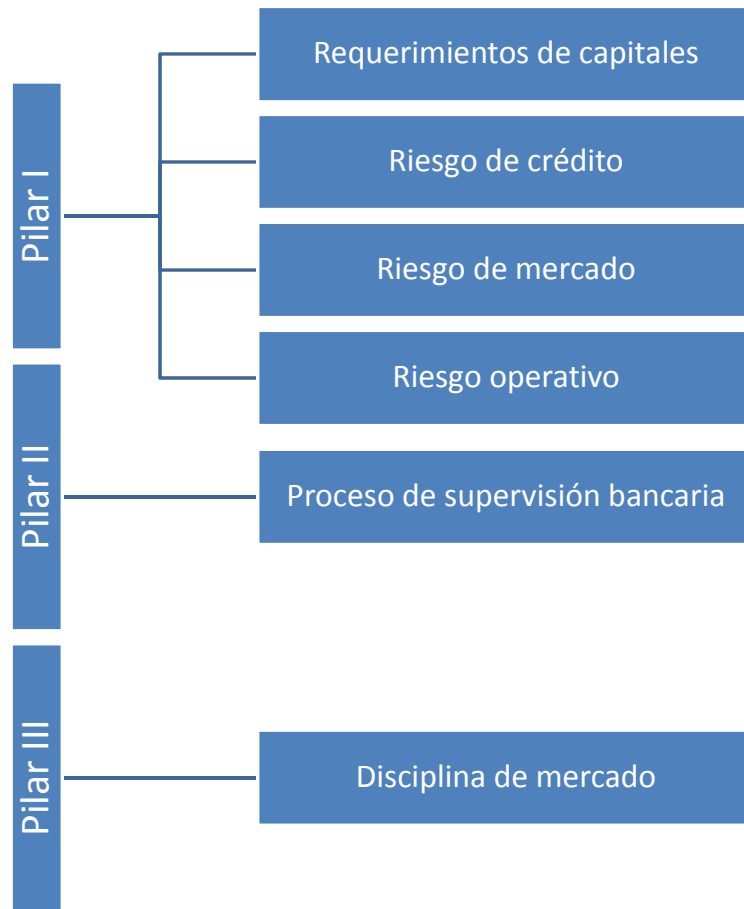 Pilar I
Requerimientos de capitales
Riesgo de crédito
Riesgo de mercado
Riesgo operativo
Pilar II
Proceso de supervisión bancaria
Pilar III
Disciplina de mercado